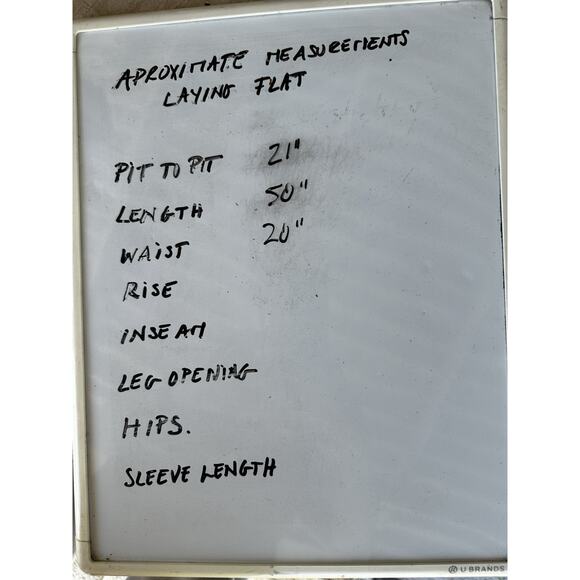 APROXIMATE MEASUREMENTS
LAYING FLAT
PIT TO PIT 21"
LENGTH 50"
WAIST 20"
RISE
INSEAM
LEG OPENING
HIPS.
SLEEVE LENGTH
U BRANDS